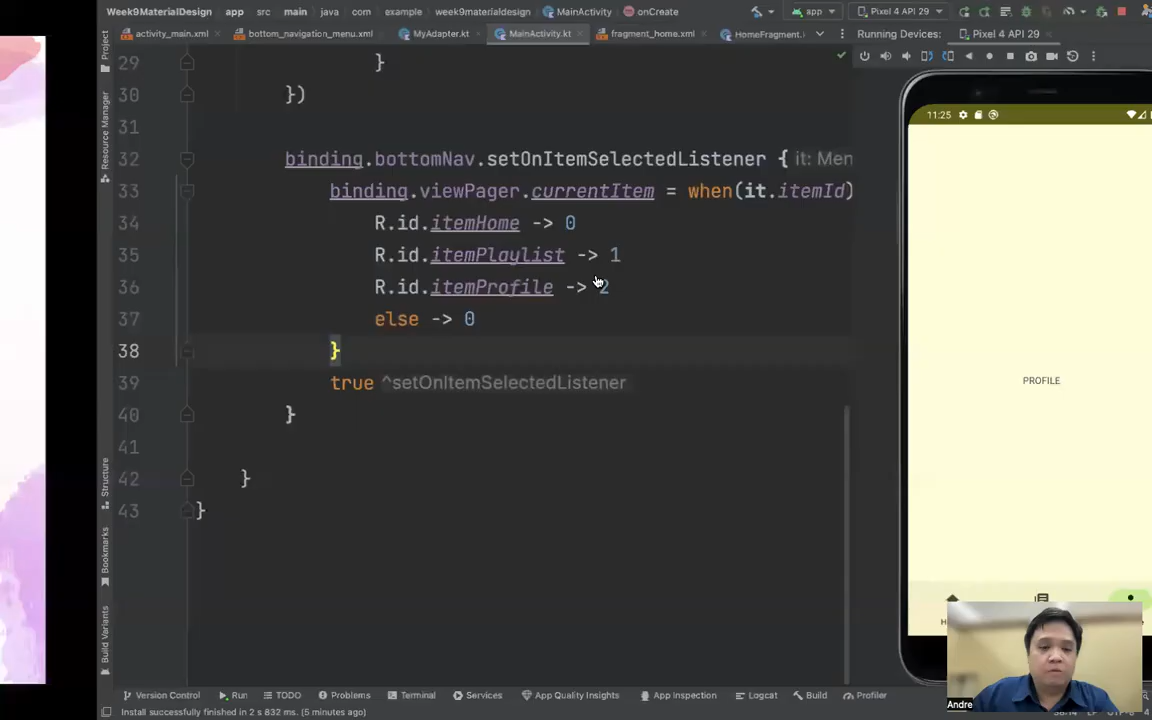 Week9MaterialDesign app src main java com example week9materialdesign MainActivity onCreate
app Pixel 4 API 29
activity_main.xml bottom_navigation_menu.xml MyAdapter.kt MainActivity.kt fragment_home.xml HomeFragment.
Running Devices: Pixel 4 API 29
Project
Resource Manager
Structure
Bookmarks
Build Variants
29 }
30 })
31
32 binding.bottomNav.setOnItemSelectedListener { it: Men
33 binding.viewPager.currentItem = when(it.itemId)
34 R.id.itemHome -> 0
35 R.id.itemPlaylist -> 1
36 R.id.itemProfile -> 2
37 else -> 0
38 }
39 true ^setOnItemSelectedListener
40 }
41
42 }
43 }
11:25
PROFILE
Andre
Version Control Run TODO Problems Terminal Services App Quality Insights App Inspection Logcat Build Profiler
Install successfully finished in 2 s 832 ms. (5 minutes ago)